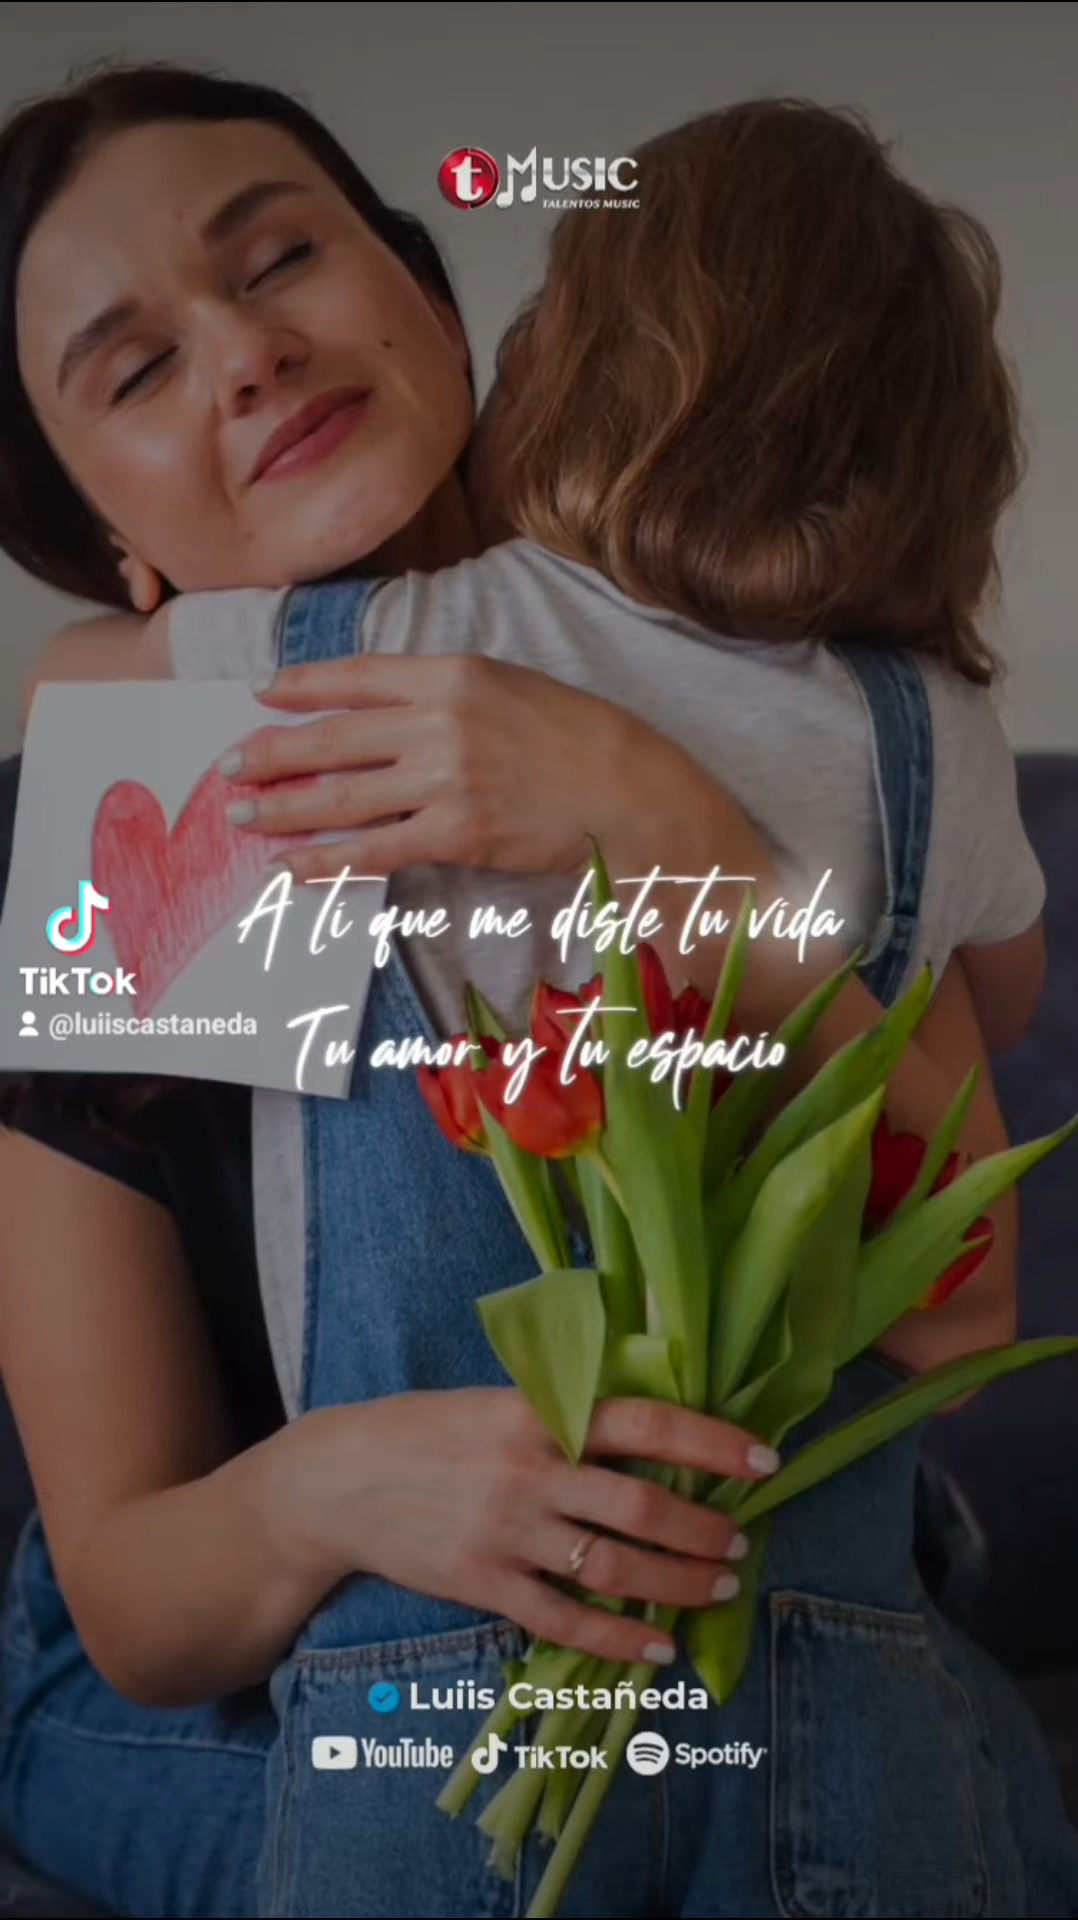 t MUSIC
TALENTOS MUSIC
A ti que me diste tu vida
Tu amor y tu espacio
TikTok
@luiiscastaneda
Luiis Castañeda
YouTube TikTok Spotify